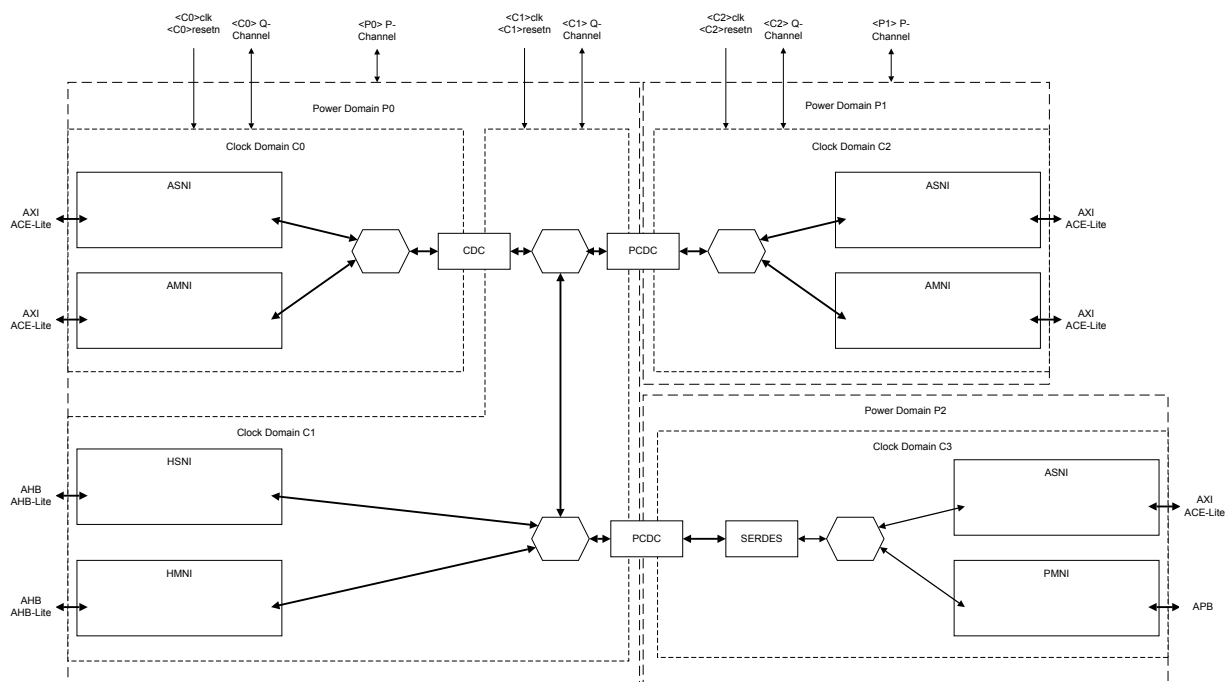 <C0>clk
<C0>resetn
<C0> Q-
Channel
<P0> P-
Channel
<C1>clk
<C1>resetn
<C1> Q-
Channel
<C2>clk
<C2>resetn
<C2> Q-
Channel
<P1> P-
Channel
Power Domain P0
Power Domain P1
Clock Domain C0
Clock Domain C2
ASNI
AXI
ACE-Lite
AMNI
AXI
ACE-Lite
CDC
PCDC
ASNI
AXI
ACE-Lite
AMNI
AXI
ACE-Lite
Clock Domain C1
HSNI
AHB
AHB-Lite
HMNI
AHB
AHB-Lite
PCDC
Power Domain P2
Clock Domain C3
SERDES
ASNI
AXI
ACE-Lite
PMNI
APB